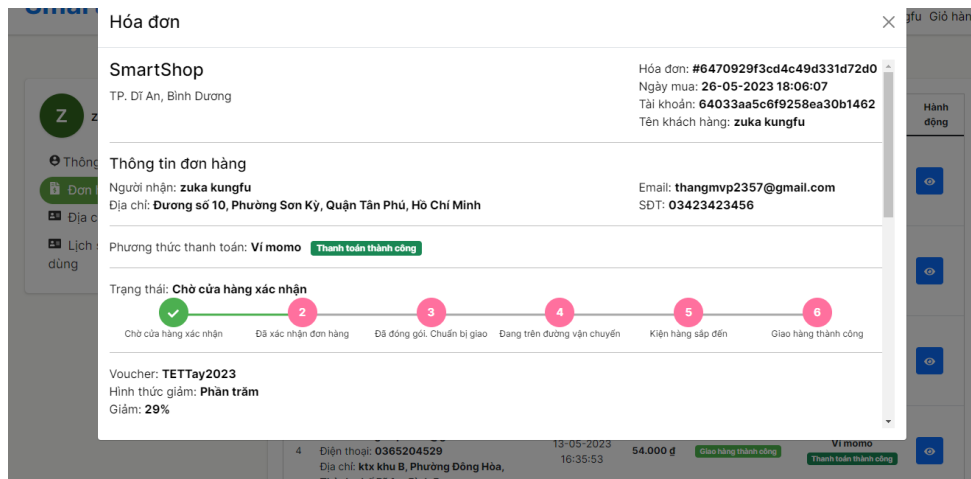 Hóa đơn
SmartShop
TP. Dĩ An, Bình Dương
Hóa đơn: #6470929f3cd4c49d331d72d0
Ngày mua: 26-05-2023 18:06:07
Tài khoản: 64033aa5c6f9258ea30b1462
Tên khách hàng: zuka kungfu
Thông tin đơn hàng
Người nhận: zuka kungfu
Địa chỉ: Đương số 10, Phường Sơn Kỳ, Quận Tân Phú, Hồ Chí Minh
Email: thangmvp2357@gmail.com
SĐT: 03423423456
Phương thức thanh toán: Ví momo Thanh toán thành công
Trạng thái: Chờ cửa hàng xác nhận
2 3 4 5 6
Chờ cửa hàng xác nhận Đã xác nhận đơn hàng Đã đóng gói. Chuẩn bị giao Đang trên đường vận chuyển Kiện hàng sắp đến Giao hàng thành công
Voucher: TETTay2023
Hình thức giảm: Phần trăm
Giảm: 29%
Z
Thông
Đơn
Địa c
Lịch
dùng
gfu Giỏ hàn
Hành
động
4 Điện thoại: 0365204529
Địa chỉ: ktx khu B, Phường Đông Hòa,
13-05-2023
16:35:53
54.000 ₫
Giao hàng thành công
Ví momo
Thanh toán thành công